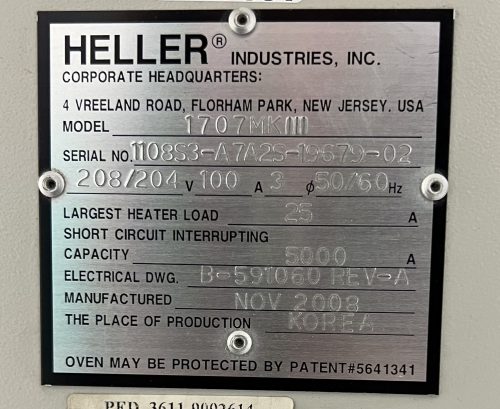 HELLER® INDUSTRIES, INC.
CORPORATE HEADQUARTERS:
4 VREELAND ROAD, FLORHAM PARK, NEW JERSEY. USA
MODEL 1707MKIII
SERIAL NO. 1108S3-A7A2S-19679-02
208/204 V 100 A 3 ø 50/60 Hz
LARGEST HEATER LOAD 25 A
SHORT CIRCUIT INTERRUPTING
CAPACITY 5000 A
ELECTRICAL DWG. B-591060 REV-A
MANUFACTURED NOV 2008
THE PLACE OF PRODUCTION KOREA
OVEN MAY BE PROTECTED BY PATENT#5641341